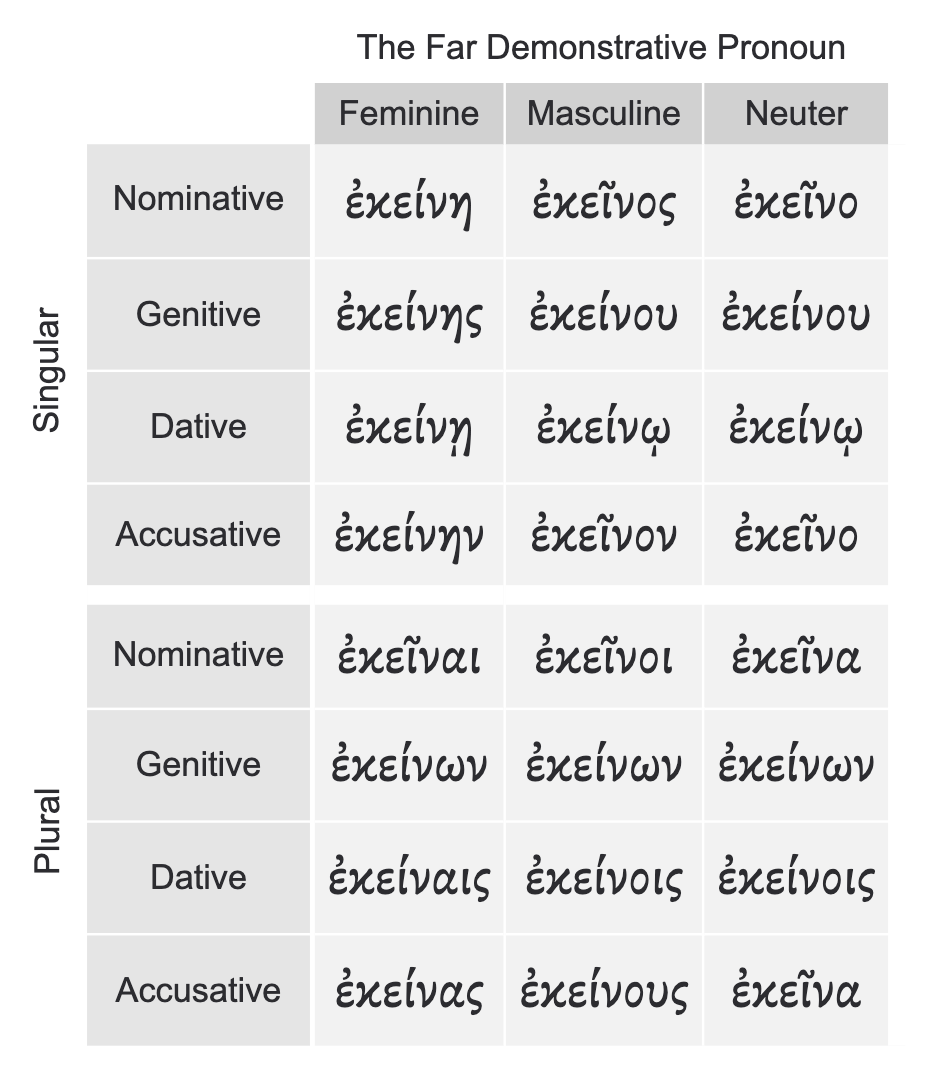 The Far Demonstrative Pronoun
Feminine Masculine Neuter
Singular
Nominative ἐκείνη ἐκεῖνος ἐκεῖνο
Genitive ἐκείνης ἐκείνου ἐκείνου
Dative ἐκείνῃ ἐκείνῳ ἐκείνῳ
Accusative ἐκείνην ἐκεῖνον ἐκεῖνο
Plural
Nominative ἐκεῖναι ἐκεῖνοι ἐκεῖνα
Genitive ἐκείνων ἐκείνων ἐκείνων
Dative ἐκείναις ἐκείνοις ἐκείνοις
Accusative ἐκείνας ἐκείνους ἐκεῖνα